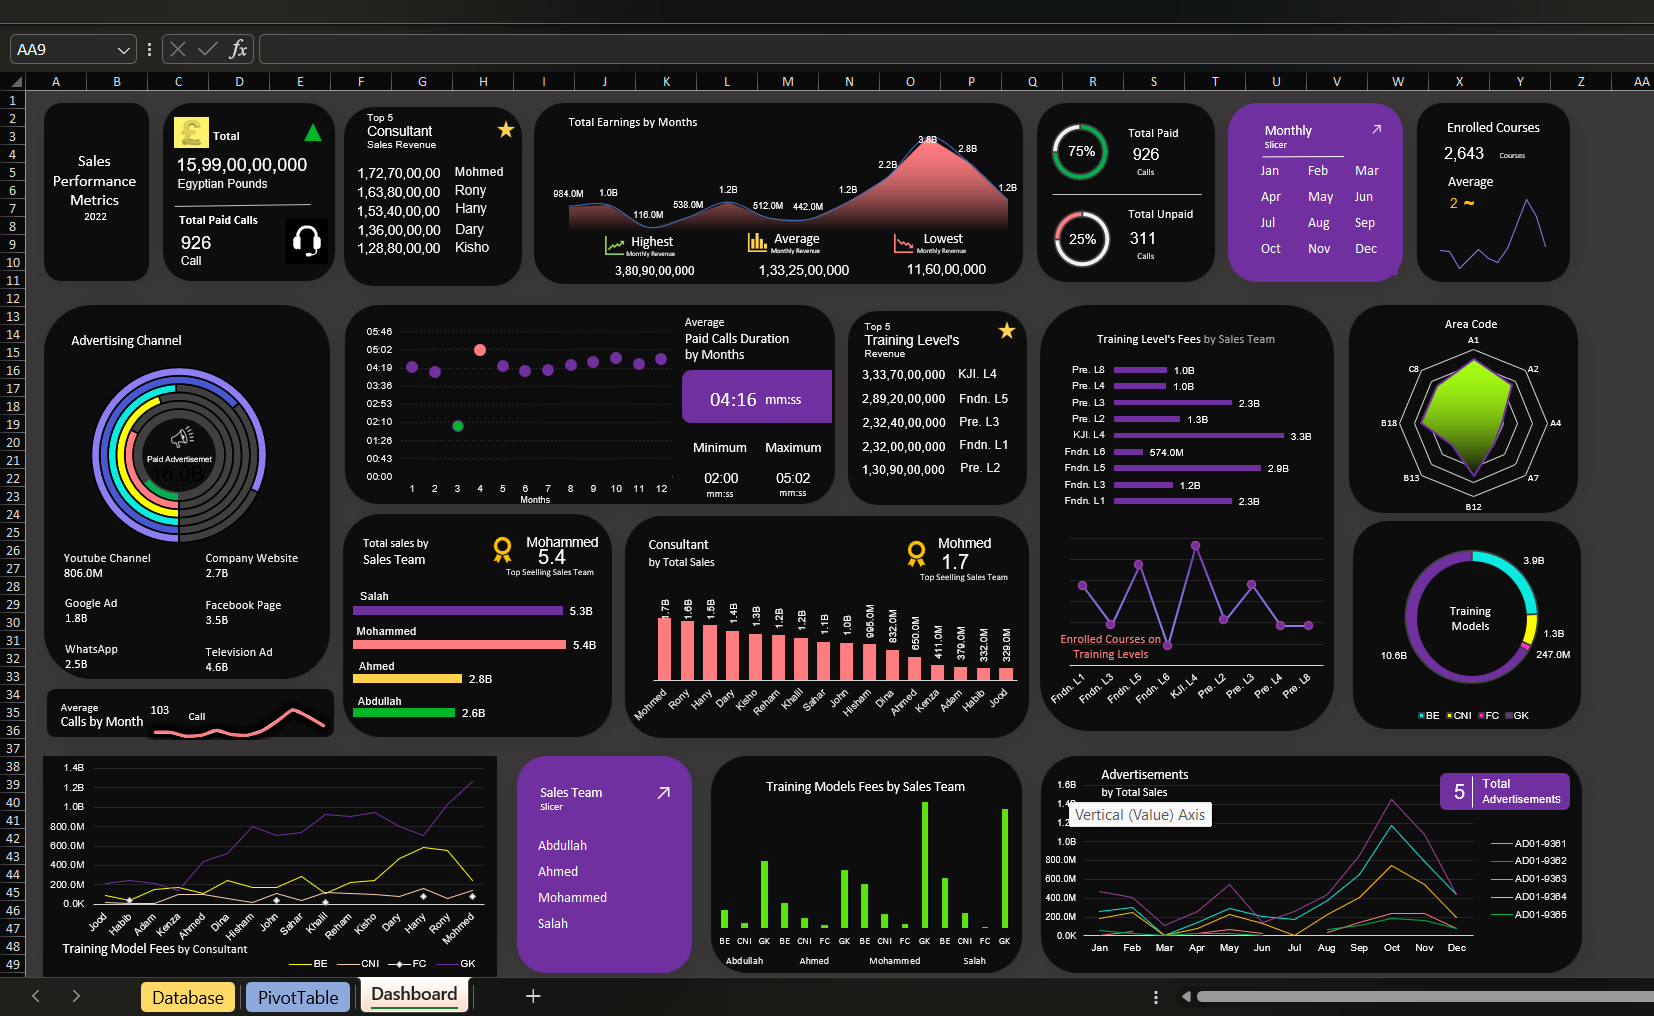 AA9
fx
A B C D E F G H I J K L M N O P Q R S T U V W X Y Z AA
1
2
3
4
5
6
7
8
9
10
11
12
13
14
15
16
17
18
19
20
21
22
23
24
25
26
27
28
29
30
31
32
33
34
35
36
37
38
39
40
41
42
43
44
45
46
47
48
49
Sales
Performance
Metrics
2022
Total
15,99,00,00,000
Egyptian Pounds
Total Paid Calls
926
Call
Top 5
Consultant
Sales Revenue
1,72,70,00,00 Mohmed
1,63,80,00,00 Rony
1,53,40,00,00 Hany
1,36,00,00,00 Dary
1,28,80,00,00 Kisho
Total Earnings by Months
984.0M 1.0B 116.0M 538.0M 1.2B 512.0M 442.0M 1.2B 2.2B 3.8B 2.8B 1.2B
Highest
Monthly Revenue
3,80,90,00,000
Average
Monthly Revenue
1,33,25,00,000
Lowest
Monthly Revenue
11,60,00,000
75%
Total Paid
926
Calls
25%
Total Unpaid
311
Calls
Monthly
Slicer
Jan Feb Mar
Apr May Jun
Jul Aug Sep
Oct Nov Dec
Enrolled Courses
2,643 Courses
Average
2 ~
Advertising Channel
Paid Advertisemet
16.0B
Youtube Channel
806.0M
Company Website
2.7B
Google Ad
1.8B
Facebook Page
3.5B
WhatsApp
2.5B
Television Ad
4.6B
05:46
05:02
04:19
03:36
02:53
02:10
01:26
00:43
00:00
1 2 3 4 5 6 7 8 9 10 11 12
Months
Average
Paid Calls Duration
by Months
04:16 mm:ss
Minimum Maximum
02:00 05:02
mm:ss mm:ss
Top 5
Training Level's
Revenue
3,33,70,00,000 KJl. L4
2,89,20,00,000 Fndn. L5
2,32,40,00,000 Pre. L3
2,32,00,00,000 Fndn. L1
1,30,90,00,000 Pre. L2
Training Level's Fees by Sales Team
Pre. L8 1.0B
Pre. L4 1.0B
Pre. L3 2.3B
Pre. L2 1.3B
KJl. L4 3.3B
Fndn. L6 574.0M
Fndn. L5 2.9B
Fndn. L3 1.2B
Fndn. L1 2.3B
Enrolled Courses on
Training Levels
Fndn. L1 Fndn. L3 Fndn. L5 Fndn. L6 KJl. L4 Pre. L2 Pre. L3 Pre. L4 Pre. L8
Area Code
A1
A2
A4
A7
B12
B13
B18
C8
Total sales by
Sales Team
Mohammed
5.4
Top Seelling Sales Team
Salah
5.3B
Mohammed
5.4B
Ahmed
2.8B
Abdullah
2.6B
Consultant
by Total Sales
Mohmed
1.7
Top Seelling Sales Team
1.7B 1.6B 1.5B 1.4B 1.3B 1.2B 1.2B 1.1B 1.0B 995.0M 832.0M 650.0M 411.0M 379.0M 332.0M 329.0M
Mohmed Rony Hany Dary Kisho Reham Khalil Sahar John Hisham Dina Ahmed Kenza Adam Habib Jood
Training
Models
3.9B
1.3B
247.0M
10.6B
BE CNI FC GK
Average
Calls by Month
103
Call
1.4B
1.2B
1.0B
800.0M
600.0M
400.0M
200.0M
0.0K
Jood Habib Adam Kenza Ahmed Dina Hisham John Sahar Khalil Reham Kisho Dary Hany Rony Mohmed
Training Model Fees by Consultant
BE CNI FC GK
Sales Team
Slicer
Abdullah
Ahmed
Mohammed
Salah
Training Models Fees by Sales Team
BE CNI GK BE CNI FC GK BE CNI FC GK BE CNI FC GK
Abdullah Ahmed Mohammed Salah
Advertisements
by Total Sales
5
Total
Advertisements
1.6B
1.4
Vertical (Value) Axis
1.2
1.0B
800.0M
600.0M
400.0M
200.0M
0.0K
Jan Feb Mar Apr May Jun Jul Aug Sep Oct Nov Dec
AD01-9361
AD01-9362
AD01-9363
AD01-9364
AD01-9365
Database PivotTable Dashboard